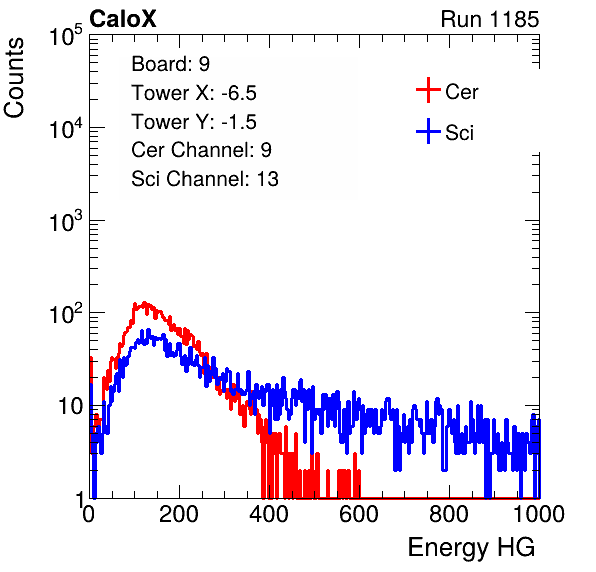 CaloX Run 1185
Counts
10^5
10^4
10^3
10^2
10
1
Board: 9
Tower X: -6.5
Tower Y: -1.5
Cer Channel: 9
Sci Channel: 13
Cer
Sci
0 200 400 600 800 1000
Energy HG